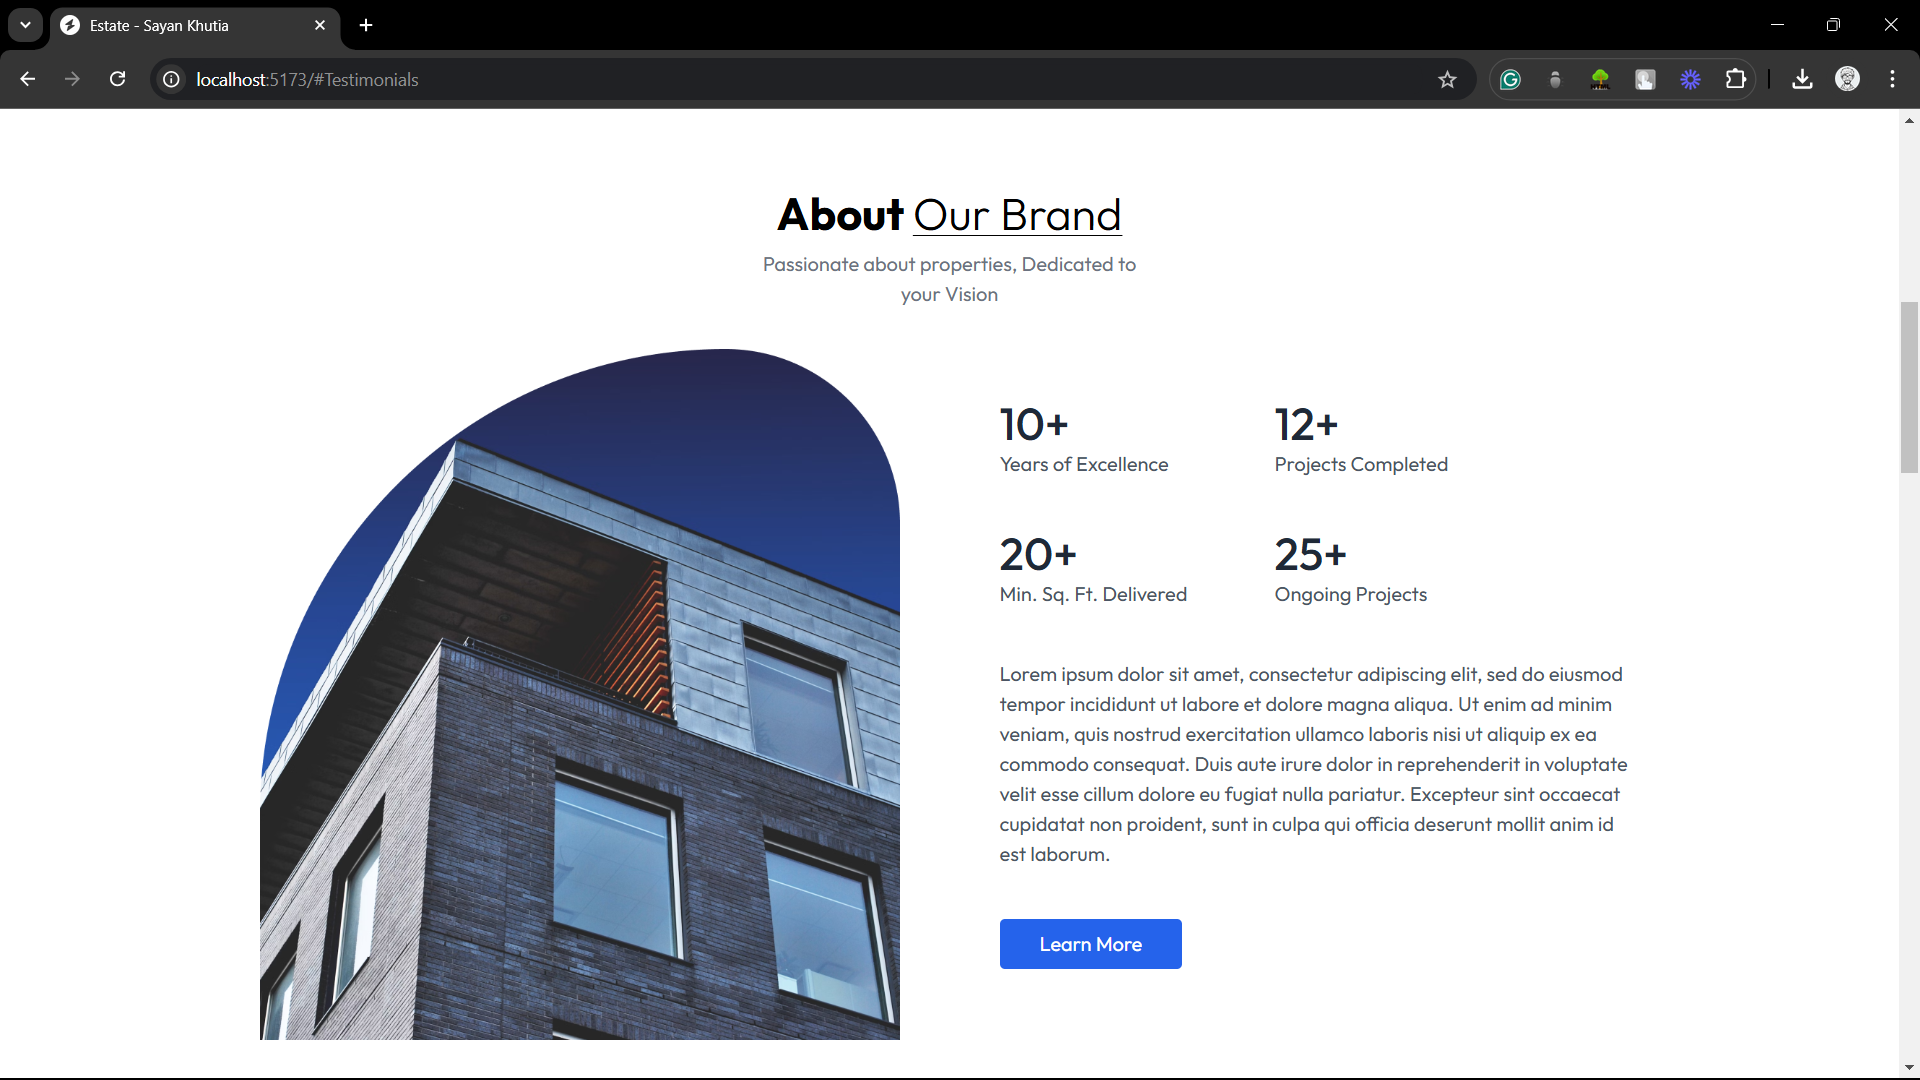 Estate - Sayan Khutia
localhost:5173/#Testimonials
About Our Brand
Passionate about properties, Dedicated to
your Vision
10+
Years of Excellence
12+
Projects Completed
20+
Min. Sq. Ft. Delivered
25+
Ongoing Projects
Lorem ipsum dolor sit amet, consectetur adipiscing elit, sed do eiusmod
tempor incididunt ut labore et dolore magna aliqua. Ut enim ad minim
veniam, quis nostrud exercitation ullamco laboris nisi ut aliquip ex ea
commodo consequat. Duis aute irure dolor in reprehenderit in voluptate
velit esse cillum dolore eu fugiat nulla pariatur. Excepteur sint occaecat
cupidatat non proident, sunt in culpa qui officia deserunt mollit anim id
est laborum.
Learn More